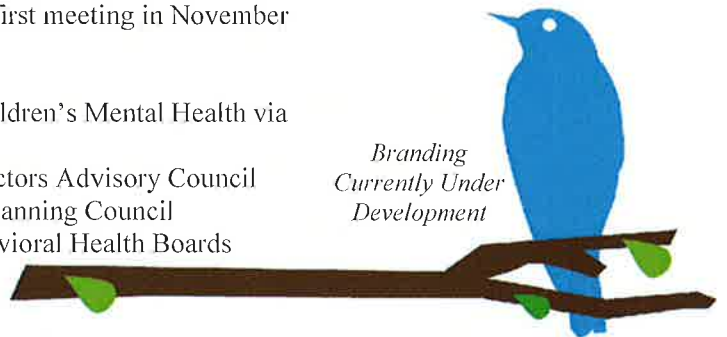 first meeting in November
ldren's Mental Health via
ctors Advisory Council
anning Council
vioral Health Boards
Branding
Currently Under
Development